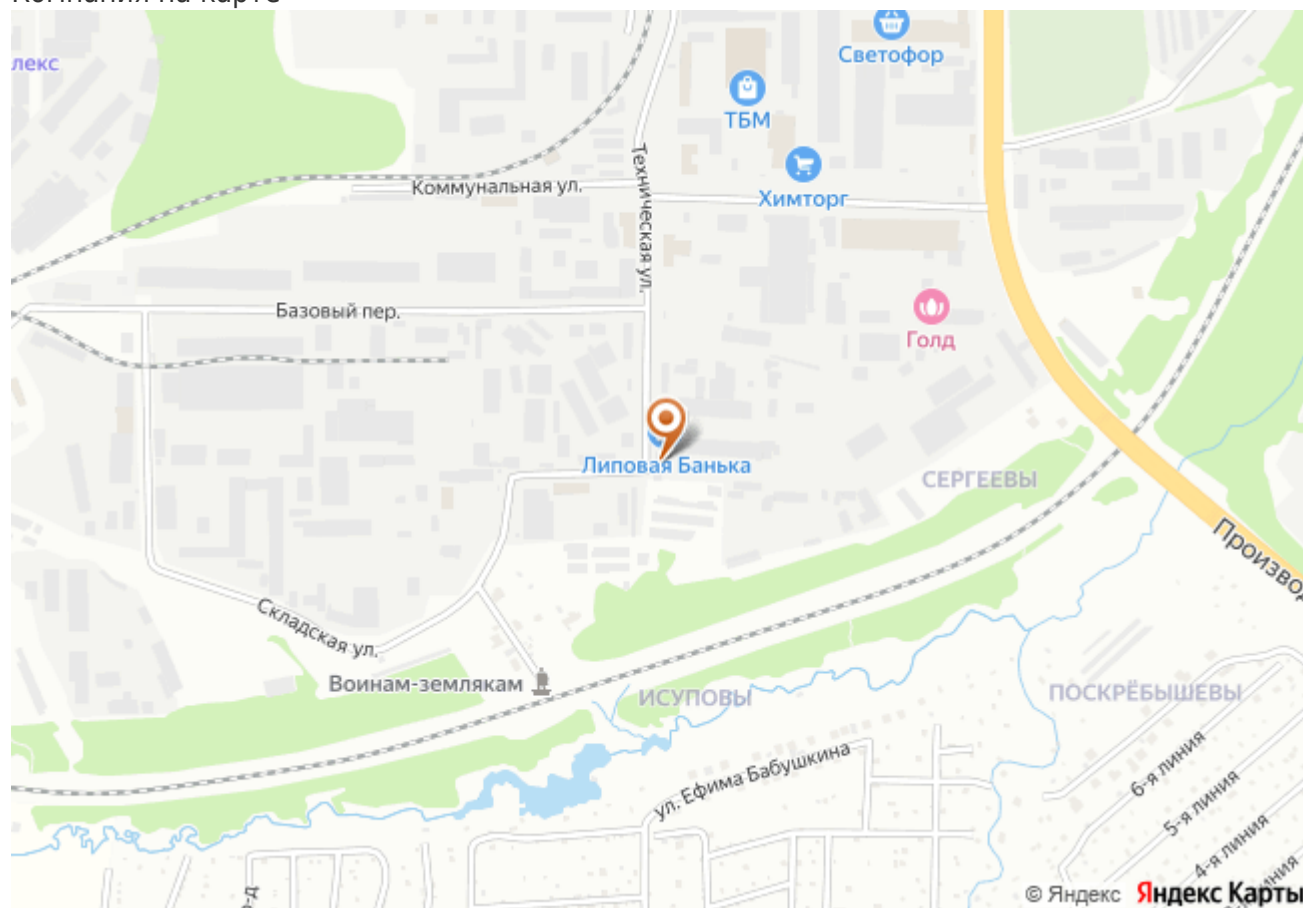 лекс
Светофор
ТБМ
Техническая ул.
Коммунальная ул.
Химторг
Базовый пер.
Голд
Липовая Банька
СЕРГЕЕВЫ
Производ
Складская ул.
Воинам-землякам
ИСУПОВЫ
ПОСКРЁБЫШЕВЫ
ул. Ефима Бабушкина
6-я линия
5-я линия
4-я линия
© Яндекс Яндекс Карты